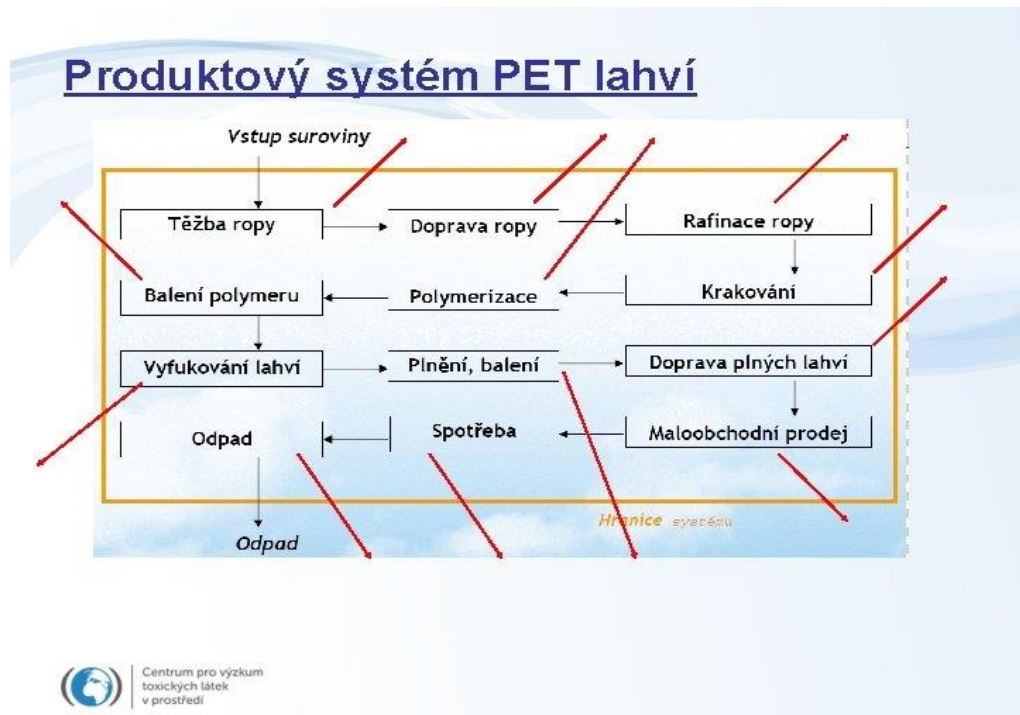 Produktový systém PET lahví
Vstup suroviny
Těžba ropy
Doprava ropy
Rafinace ropy
Balení polymeru
Polymerizace
Krakování
Vyfukování lahví
Plnění, balení
Doprava plných lahví
Odpad
Spotřeba
Maloobchodní prodej
Hranice systému
Odpad
Centrum pro výzkum
toxických látek
v prostředí